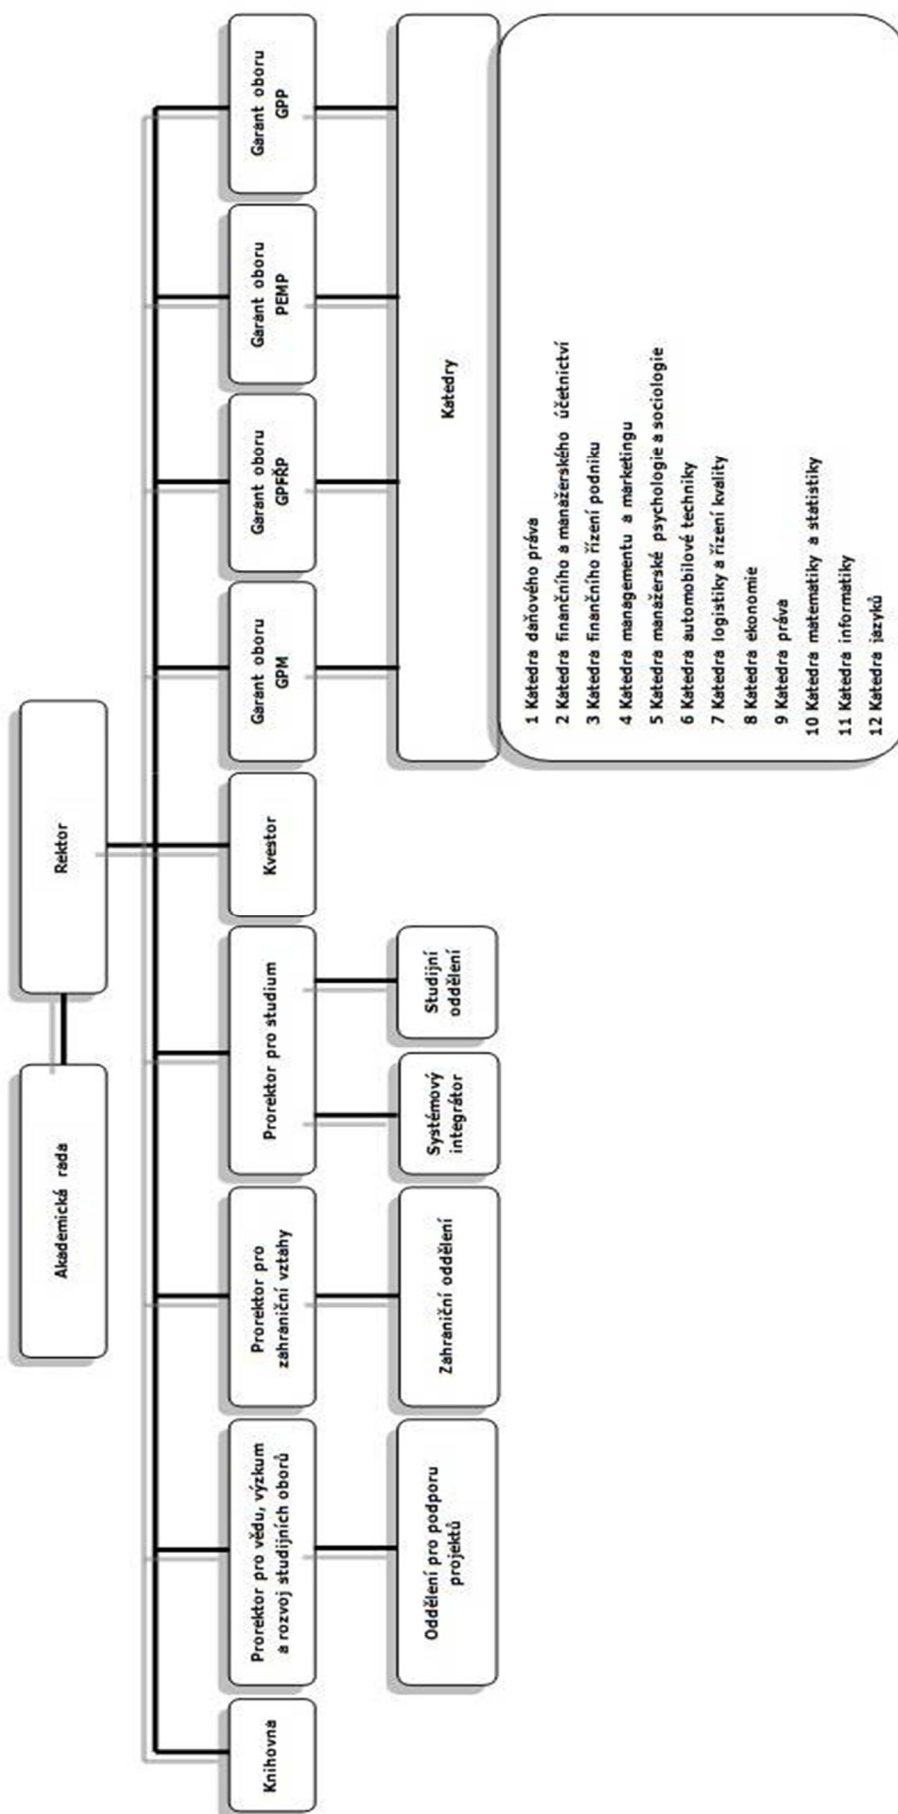 Akademická rada
Rektor
Knihovna
Prorektor pro vědu, výzkum
a rozvoj studijních oborů
Prorektor pro
zahraniční vztahy
Prorektor pro studium
Kvestor
Garant oboru
GPM
Garant oboru
GPFŘP
Garant oboru
PEMP
Garant oboru
GPP
Oddělení pro podporu
projektů
Zahraniční oddělení
Systémový
integrátor
Studijní
oddělení
Katedry
1 Katedra daňového práva
2 Katedra finančního a manažerského účetnictví
3 Katedra finančního řízení podniku
4 Katedra managementu a marketingu
5 Katedra manažerské psychologie a sociologie
6 Katedra automobilové techniky
7 Katedra logistiky a řízení kvality
8 Katedra ekonomie
9 Katedra práva
10 Katedra matematiky a statistiky
11 Katedra informatiky
12 Katedra jazyků